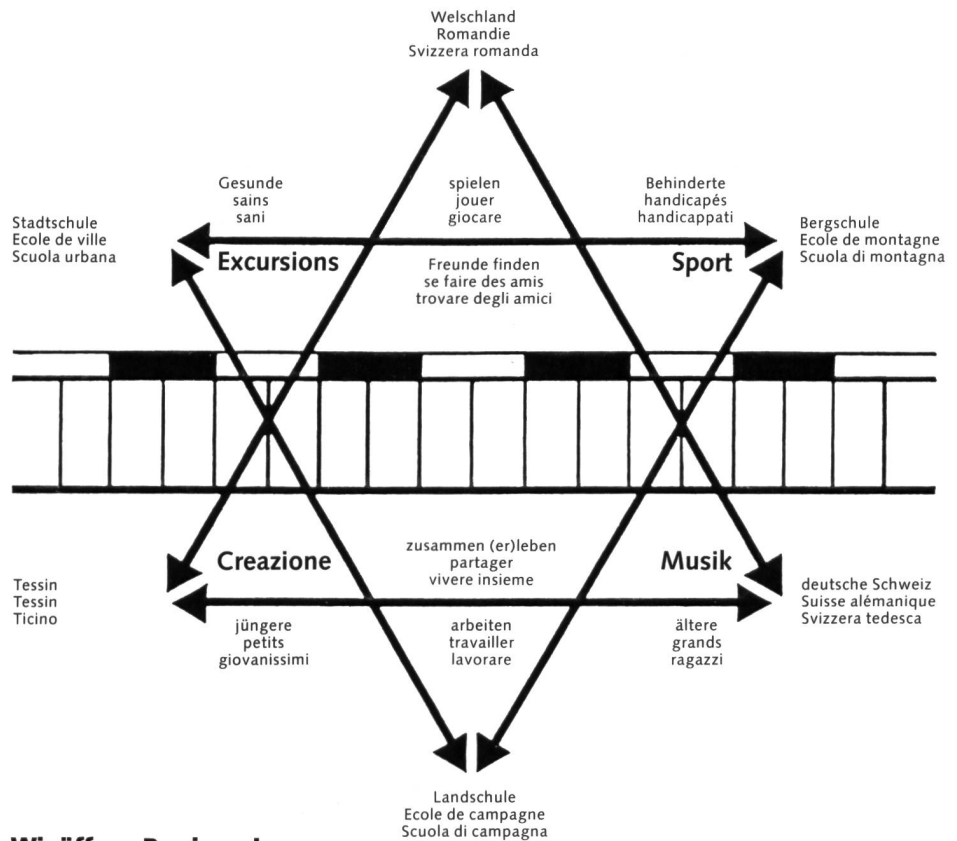 Welschland
Romandie
Svizzera romanda
Gesunde
sains
sani
spielen
jouer
giocare
Behinderte
handicapés
handicappati
Stadtschule
Ecole de ville
Scuola urbana
Bergschule
Ecole de montagne
Scuola di montagna
Excursions
Sport
Freunde finden
se faire des amis
trovare degli amici
Creazione
zusammen (er)leben
partager
vivere insieme
Musik
Tessin
Tessin
Ticino
deutsche Schweiz
Suisse alémanique
Svizzera tedesca
jüngere
petits
giovanissimi
arbeiten
travailler
lavorare
ältere
grands
ragazzi
Landschule
Ecole de campagne
Scuola di campagna